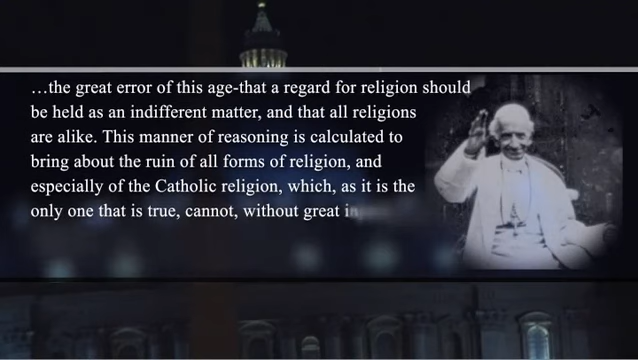 …the great error of this age-that a regard for religion should
be held as an indifferent matter, and that all religions
are alike. This manner of reasoning is calculated to
bring about the ruin of all forms of religion, and
especially of the Catholic religion, which, as it is the
only one that is true, cannot, without great in